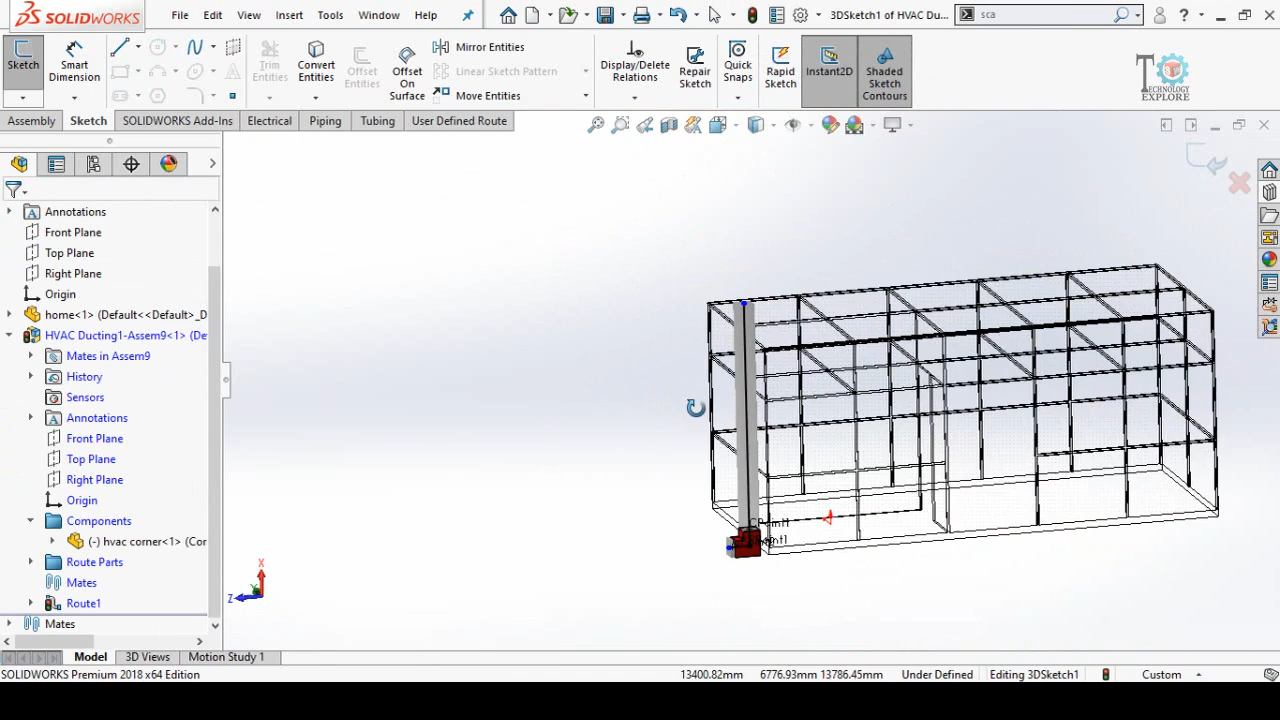 SOLIDWORKS
File Edit View Insert Tools Window Help
3DSketch1 of HVAC Du...
sca
?
Sketch
Smart Dimension
Trim Entities
Convert Entities
Offset Entities
Offset On Surface
Mirror Entities
Linear Sketch Pattern
Move Entities
Display/Delete Relations
Repair Sketch
Quick Snaps
Rapid Sketch
Instant2D
Shaded Sketch Contours
TECHNOLOGY EXPLORE
Assembly Sketch SOLIDWORKS Add-Ins Electrical Piping Tubing User Defined Route
Annotations
Front Plane
Top Plane
Right Plane
Origin
home<1> (Default<<Default>_D
HVAC Ducting1-Assem9<1> (De
Mates in Assem9
History
Sensors
Annotations
Front Plane
Top Plane
Right Plane
Origin
Components
(-) hvac corner<1> (Cor
Route Parts
Mates
Route1
Mates
CPoint1
X
Z
Model 3D Views Motion Study 1
SOLIDWORKS Premium 2018 x64 Edition
13400.82mm 6776.93mm 13786.45mm Under Defined Editing 3DSketch1 Custom